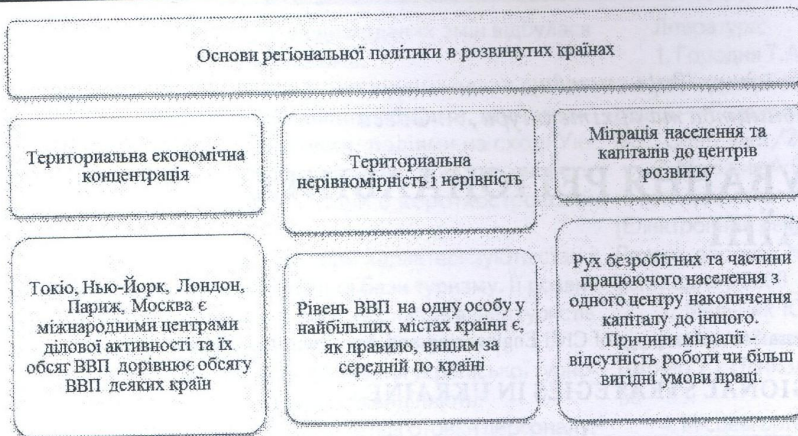 Основи регіональної політики в розвинутих країнах
Териториальна економічна
концентрація
Териториальна
нерівномірність і нерівність
Міграція населення та
капіталів до центрів
розвитку
Токіо, Нью-Йорк, Лондон,
Париж, Москва є
міжнародними центрами
ділової активності та їх
обсяг ВВП дорівнює обсягу
ВВП деяких країн
Рівень ВВП на одну особу у
найбільших містах країни є,
як правило, вищим за
середній по країні
Рух безробітних та частини
працюючого населення з
одного центру накопичення
капіталу до іншого.
Причини міграції –
відсутність роботи чи більш
вигідні умови праці.